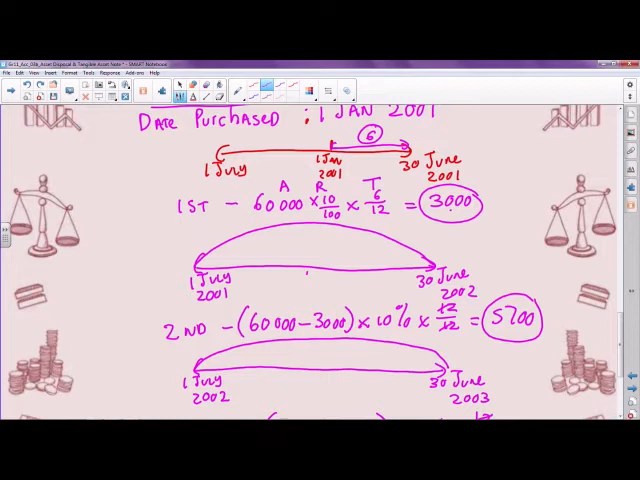 Gr11_Acc_03b_Asset Disposal & Tangible Asset Note * - SMART Notebook
File Edit View Insert Format Tools Add-ons Response Help
DATE PURCHASED : 1 JAN 2001
6
1 July 1 JAN 2001 30 June 2001
A R T
1ST - 60 000 × 10/100 × 6/12 = 3000
1 July 2001 30 June 2002
2ND - (60 000 - 3000) × 10% × 12/12 = 5700
1 July 2002 30 June 2003